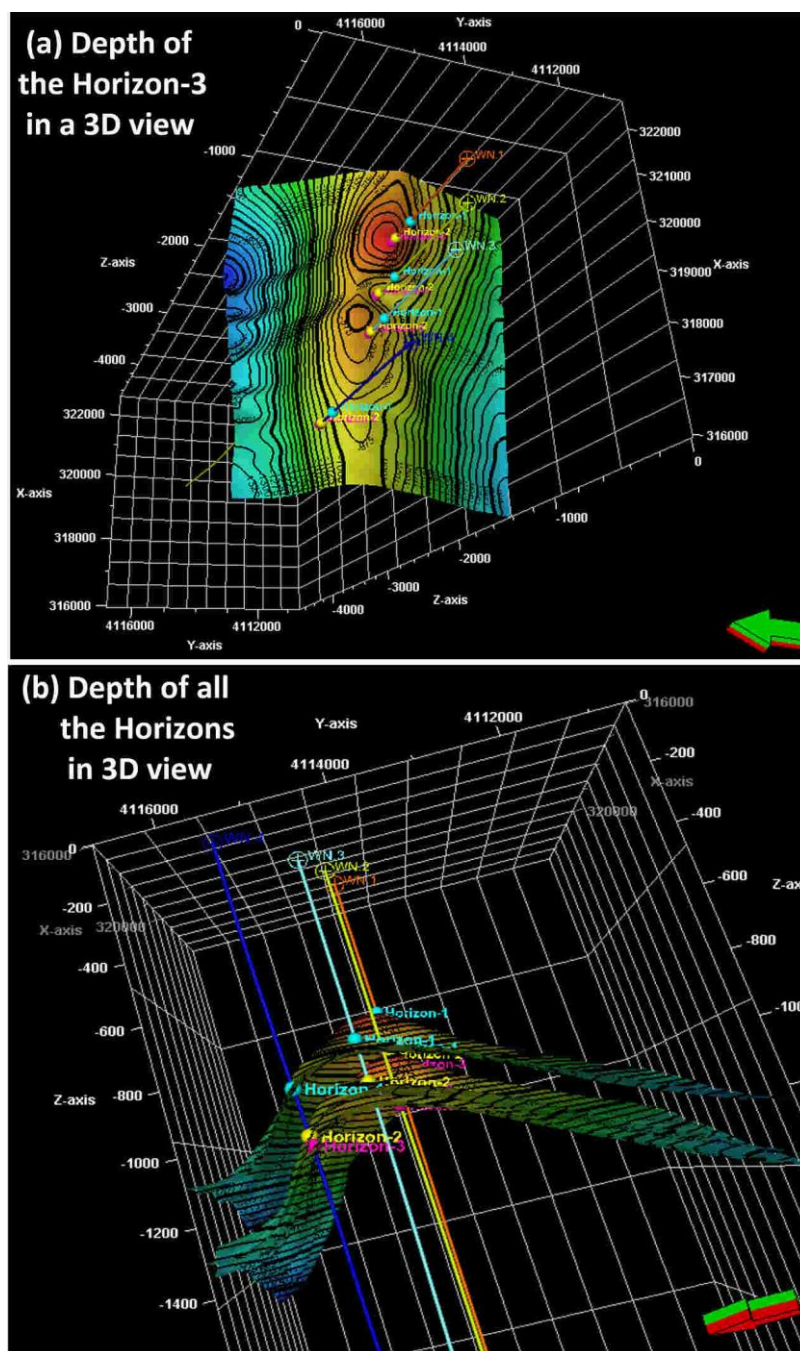 (a) Depth of
the Horizon-3
in a 3D view
0
4116000
Y-axis
4114000
4112000
322000
321000
320000
X-axis
319000
318000
317000
316000
0
-1000
-2000
Z-axis
-3000
-4000
WN.1
WN.2
WN.3
Horizon-1
Horizon-2
Horizon-1
Horizon-2
Horizon-1
Horizon-2
Horizon-2
322000
320000
X-axis
318000
316000
4116000
4112000
Y-axis
-4000
-3000
Z-axis
-2000
-1000
(b) Depth of all
the Horizons
in 3D view
Y-axis
4116000
4114000
4112000
0
316000
-200
X-axis
320000
-400
-600
Z-a
-800
-100
0
316000
-200
X-axis
320000
-400
-600
Z-axis
-800
-1000
-1200
-1400
WN.3
WN.2
WN.1
Horizon-1
Horizon-1
Horizon-2
Horizon-2
Horizon-3